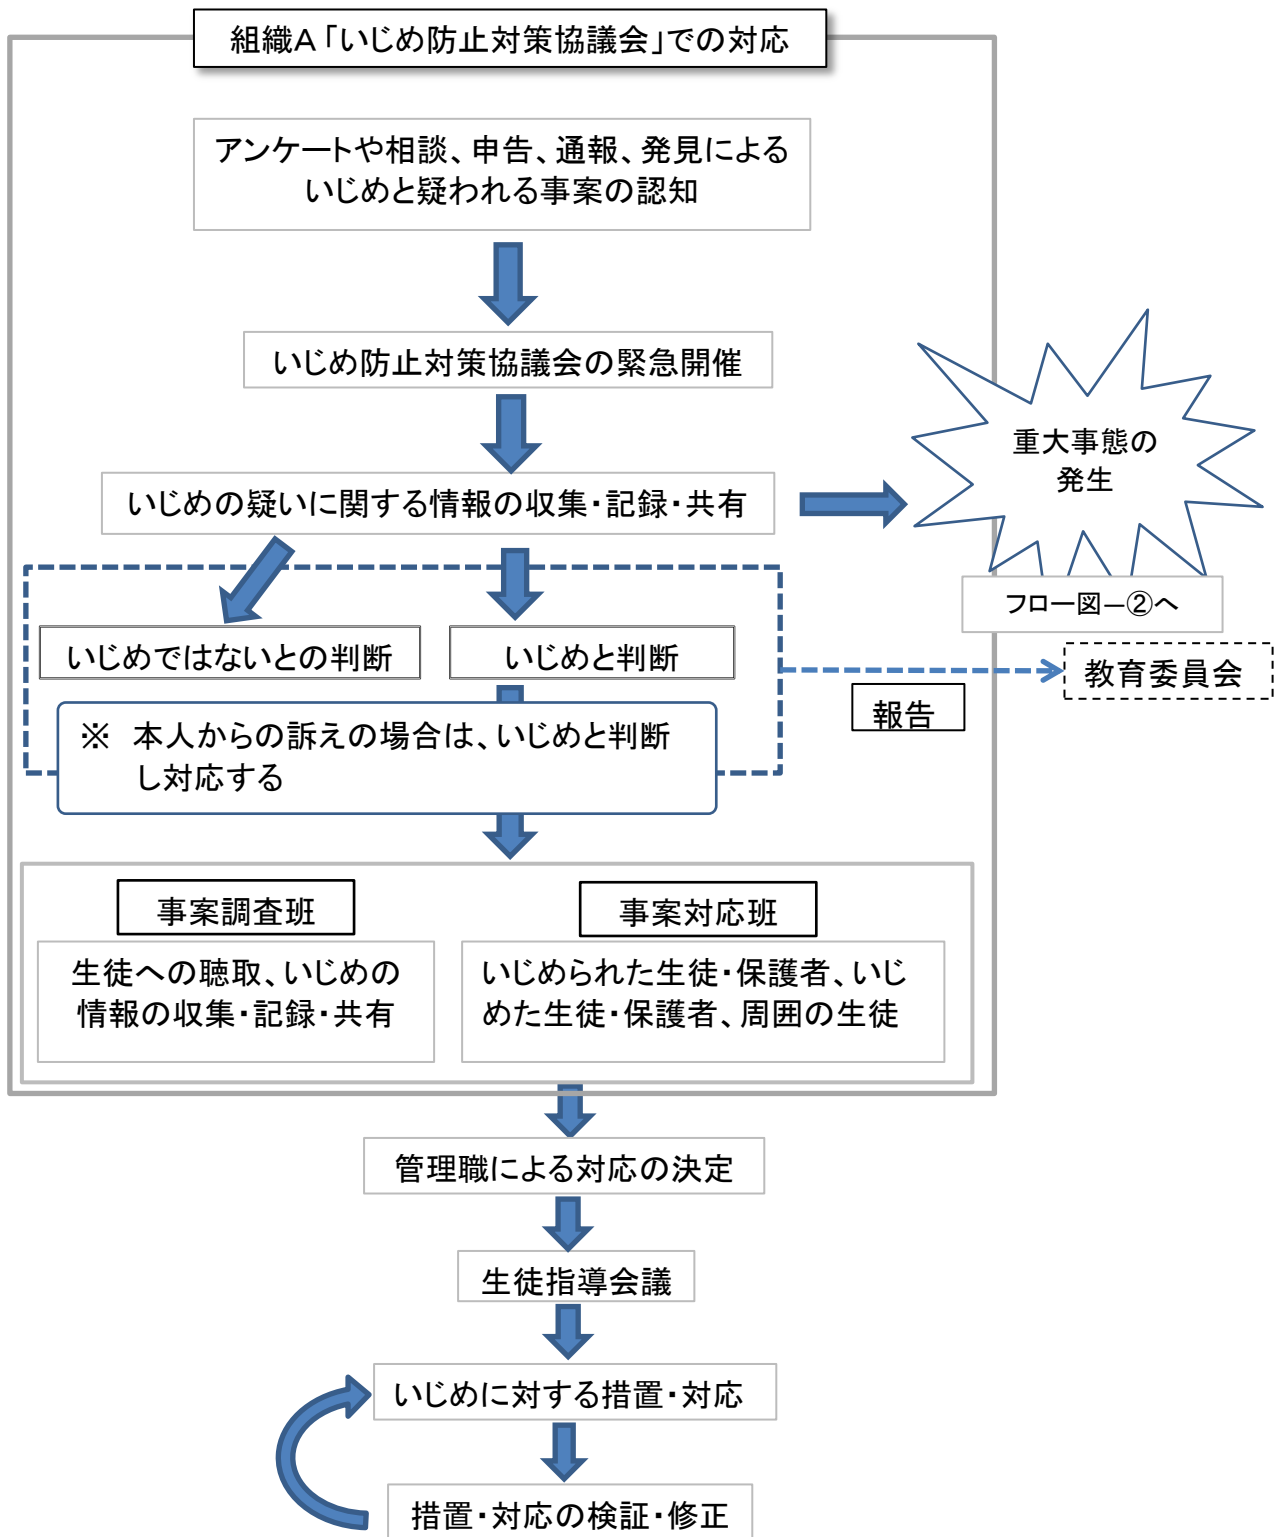 組織A「いじめ防止対策協議会」での対応
アンケートや相談、申告、通報、発見による
いじめと疑われる事案の認知
いじめ防止対策協議会の緊急開催
重大事態の
発生
いじめの疑いに関する情報の収集・記録・共有
フロー図―②へ
いじめではないとの判断
いじめと判断
教育委員会
報告
※ 本人からの訴えの場合は、いじめと判断
し対応する
事案調査班
生徒への聴取、いじめの
情報の収集・記録・共有
事案対応班
いじめられた生徒・保護者、いじ
めた生徒・保護者、周囲の生徒
管理職による対応の決定
生徒指導会議
いじめに対する措置・対応
措置・対応の検証・修正